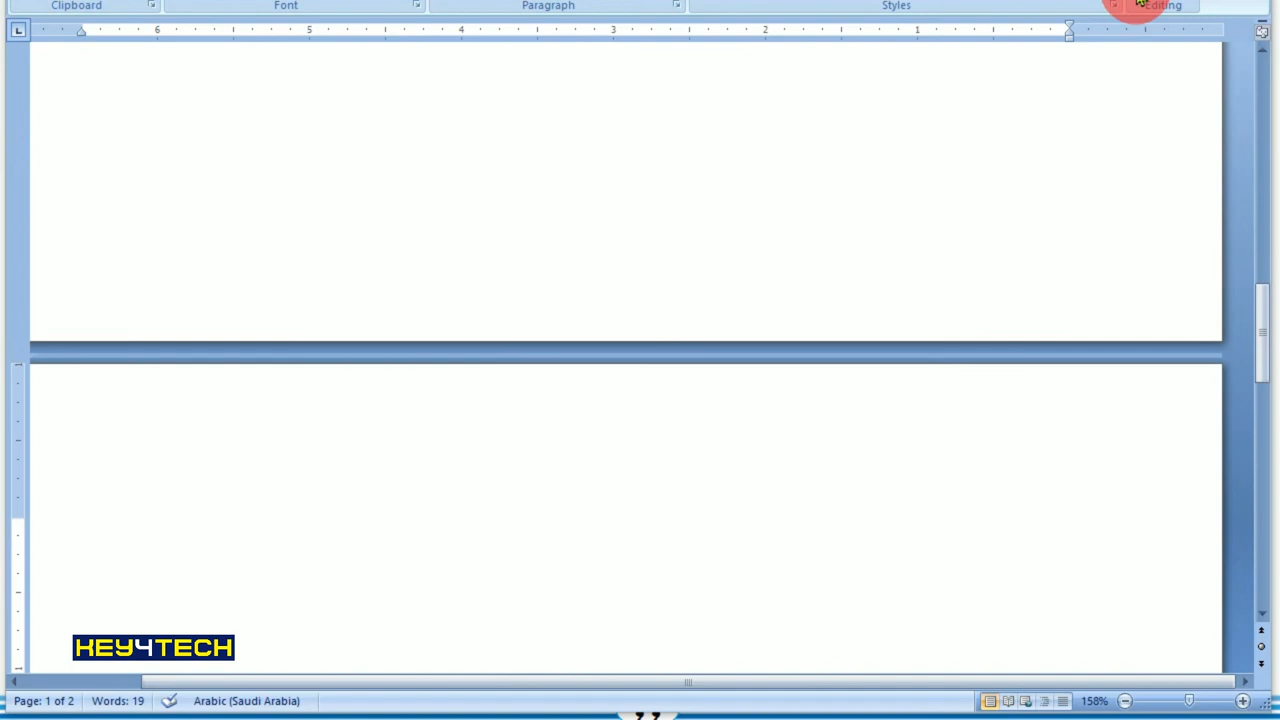 Clipboard Font Paragraph Styles Editing
6 5 4 3 2 1
KEY4TECH
Page: 1 of 2 Words: 19 Arabic (Saudi Arabia) 158%